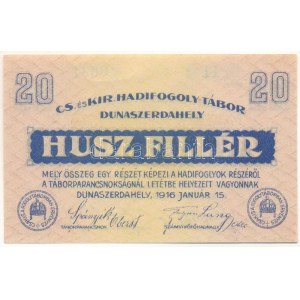 20 20
CS. ÉS KIR. HADIFOGOLY TÁBOR
DUNASZERDAHELY
HUSZ FILLÉR
MELY ÖSSZEG EGY RÉSZÉT KÉPEZI A HADIFOGLYOK RÉSZÉRŐL
A TÁBORPARANCSNOKSÁGNÁL LETÉTBE HELYEZETT VAGYONNAK
DUNASZERDAHELY, 1916 JANUÁR 15.
Oberst